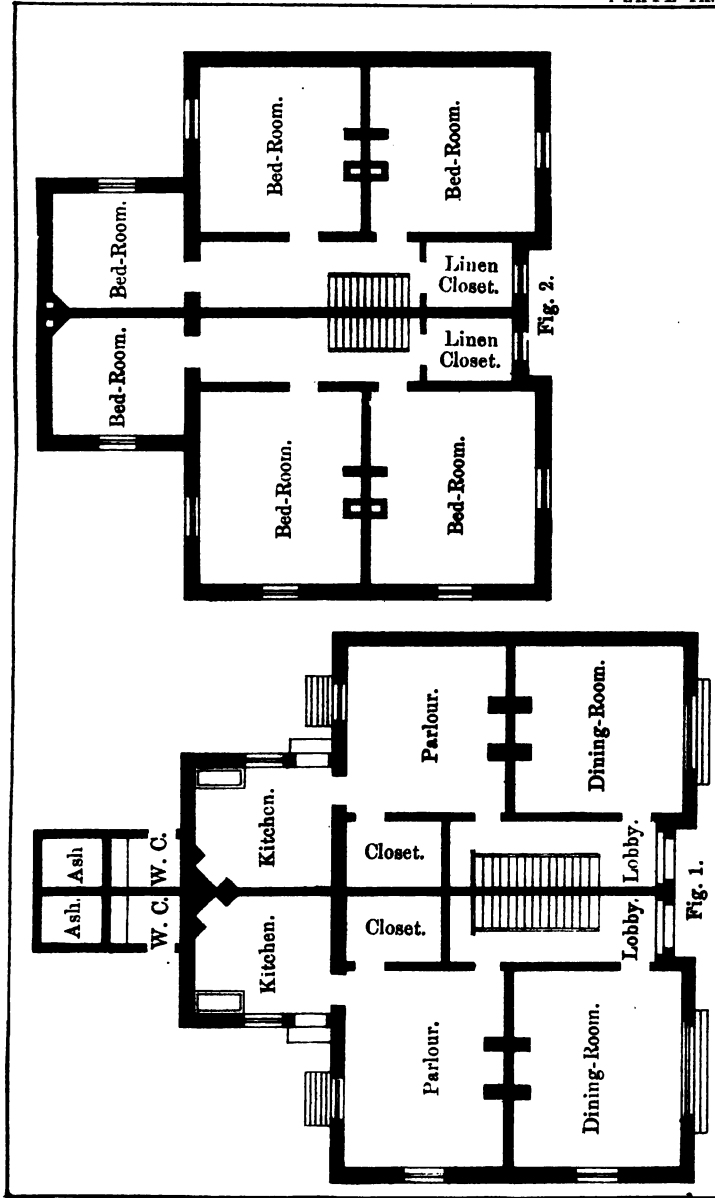 Bed-Room.
Bed-Room.
Bed-Room.
Bed-Room.
Bed-Room.
Bed-Room.
Linen
Closet.
Linen
Closet.
Fig. 2.
Ash.
Ash
W. C.
W. C.
Kitchen.
Kitchen.
Closet.
Closet.
Parlour.
Parlour.
Dining-Room.
Dining-Room.
Lobby.
Lobby.
Fig. 1.